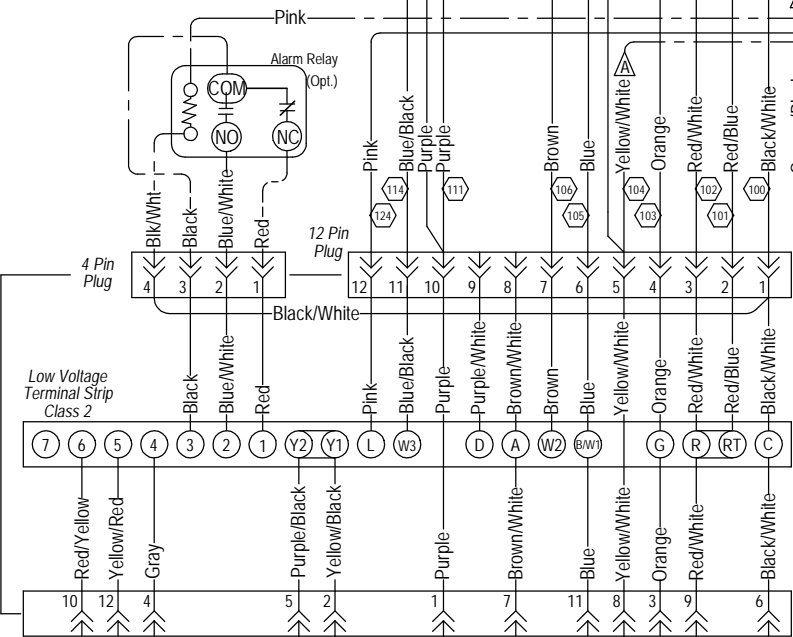 Pink
Alarm Relay
(Opt.)
COM
NO
NC
A
Pink
Blue/Black
Purple
Purple
Brown
Blue
Yellow/White
Orange
Red/White
Red/Blue
Black/White
114
124
111
106
105
104
103
102
101
100
Blk/Wht
Black
Blue/White
Red
12 Pin
Plug
4 Pin
Plug
4 3 2 1
12 11 10 9 8 7 6 5 4 3 2 1
Black/White
Low Voltage
Terminal Strip
Class 2
Black
Blue/White
Red
Pink
Blue/Black
Purple
Purple/White
Brown/White
Brown
Blue
Yellow/White
Orange
Red/White
Red/Blue
Black/White
7 6 5 4 3 2 1 Y2 Y1 L W3 D A W2 B/W1 G R RT C
Red/Yellow
Yellow/Red
Gray
Purple/Black
Yellow/Black
Purple
Brown/White
Blue
Yellow/White
Orange
Red/White
Black/White
10 12 4 5 2 1 7 11 8 3 9 6